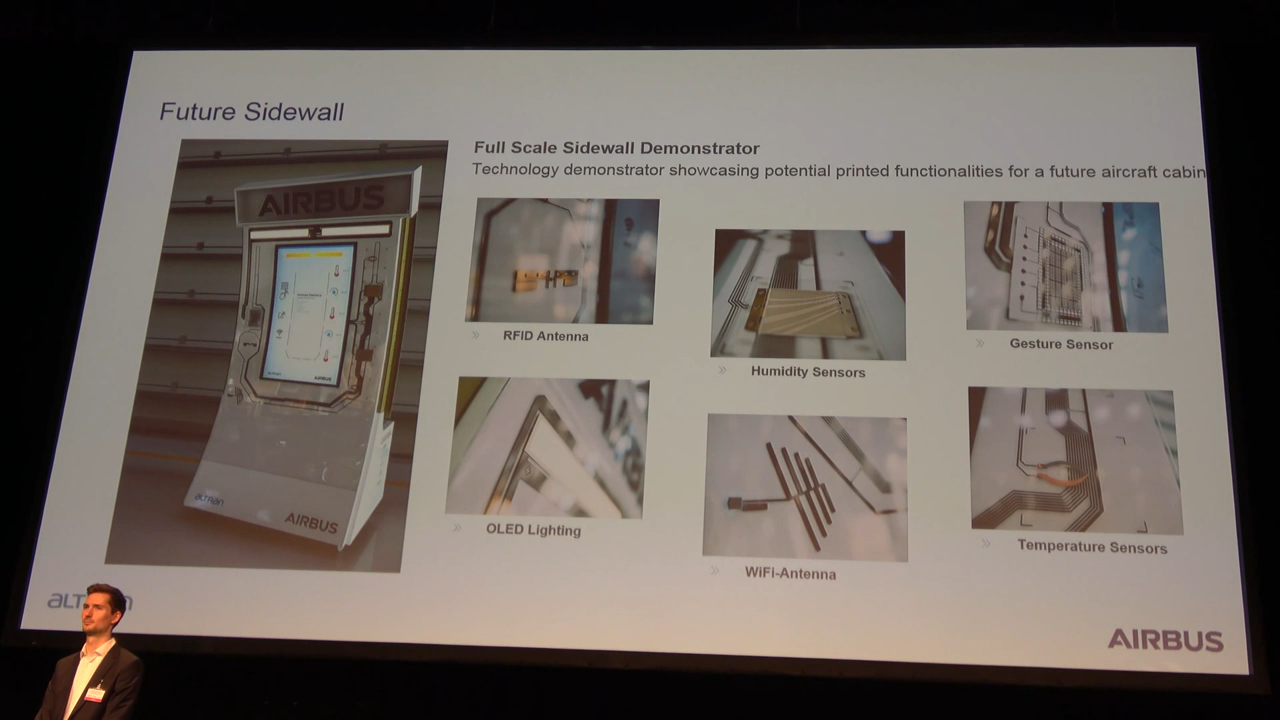 Future Sidewall
Full Scale Sidewall Demonstrator
Technology demonstrator showcasing potential printed functionalities for a future aircraft cabin
AIRBUS
altran
AIRBUS
altran
AIRBUS
RFID Antenna
Humidity Sensors
Gesture Sensor
OLED Lighting
WiFi-Antenna
Temperature Sensors
AIRBUS